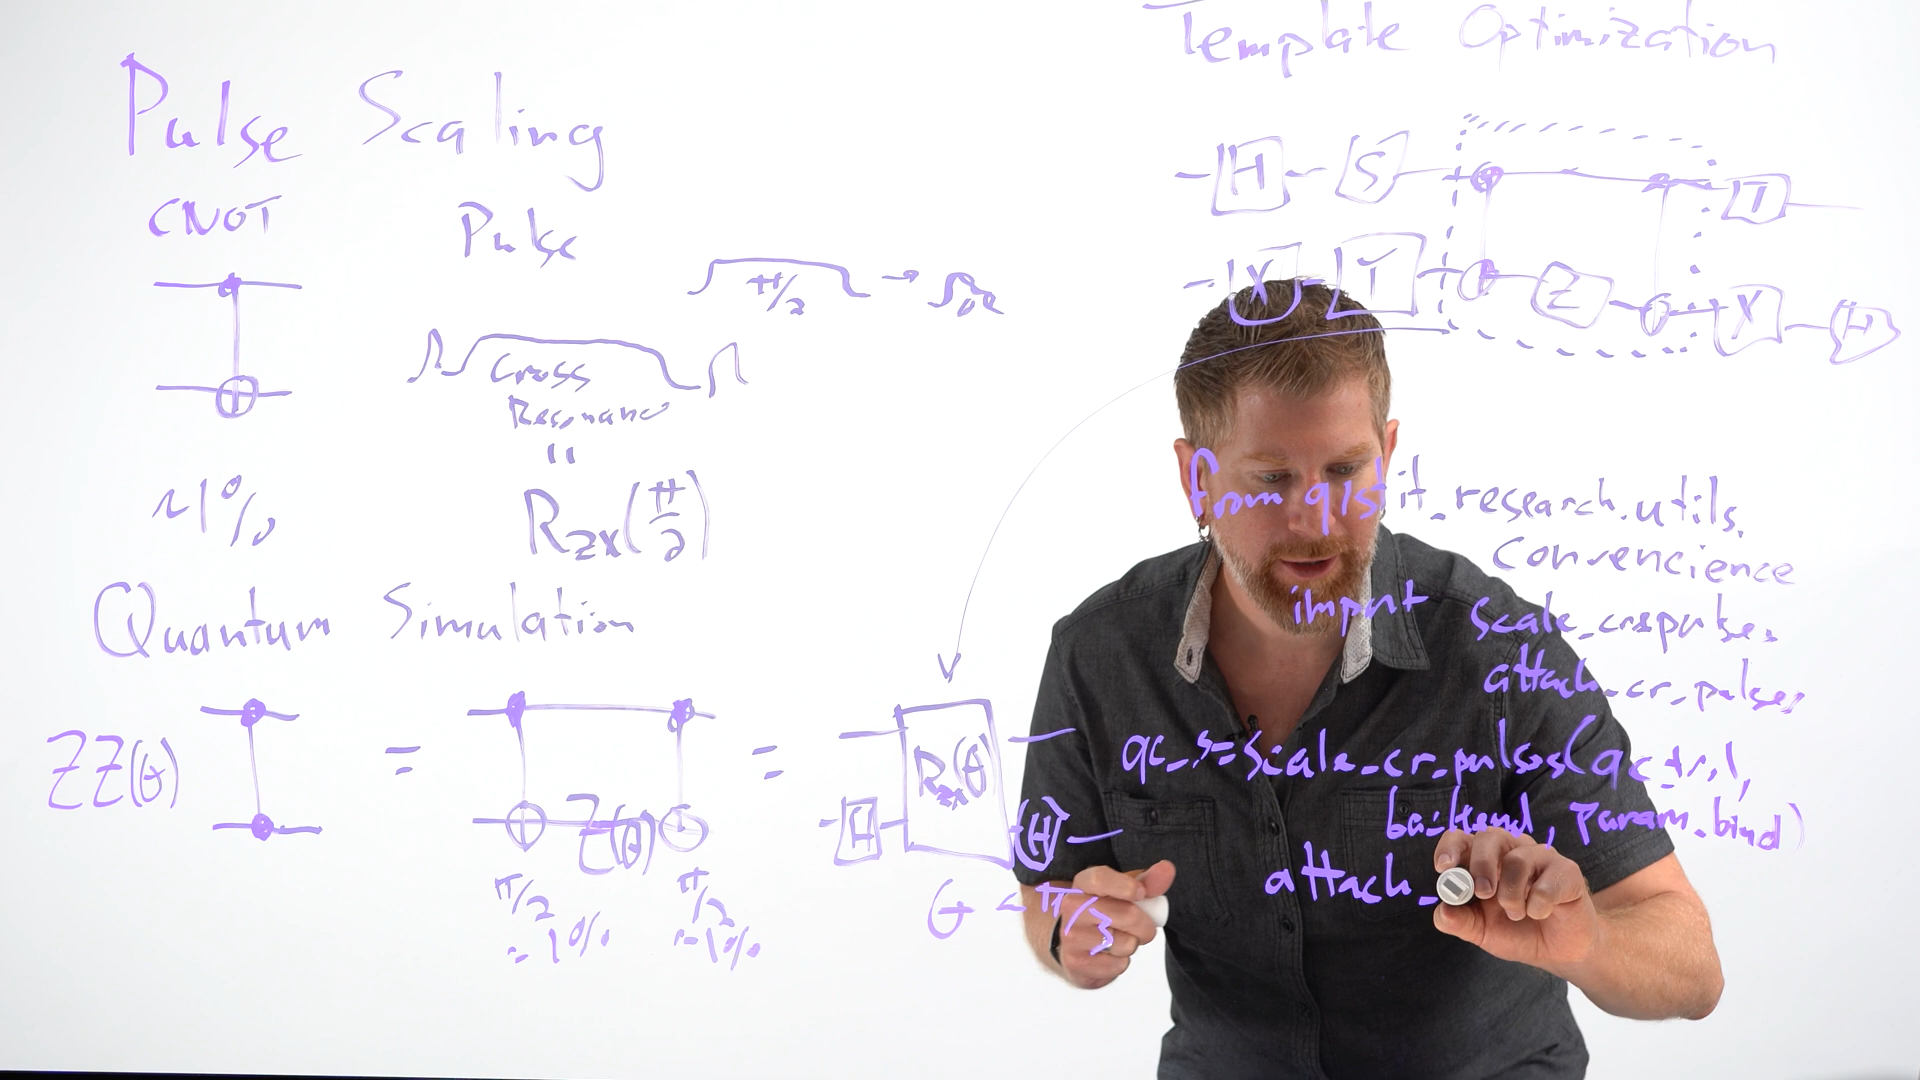 Pulse Scaling
CNOT
Pulse
π/2
Cross
Resonance
=
~1%
Rzx(π/2)
Quantum Simulation
ZZ(θ)
=
Z(θ)
=
H
Rzx(θ)
H
π/2
~1%
π/2
~1%
θ < π/3
Template Optimization
H
S
T
X
T
Z
X
H
from qiskit_research.utils.
convencience
import scale_cr_pulses,
attach_cr_pulses
qc_s = scale_cr_pulses(qc_trl,
backend, param_bind)
attach_